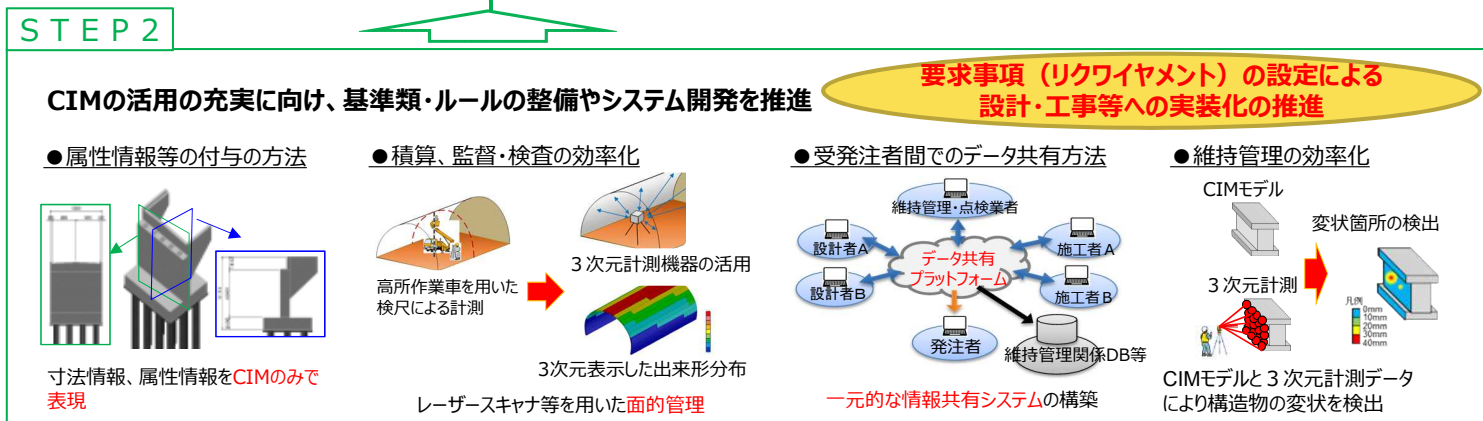 ＳＴＥＰ２
CIMの活用の充実に向け、基準類・ルールの整備やシステム開発を推進
要求事項（リクワイヤメント）の設定による
設計・工事等への実装化の推進
●属性情報等の付与の方法
寸法情報、属性情報をCIMのみで
表現
●積算、監督・検査の効率化
高所作業車を用いた
検尺による計測
３次元計測機器の活用
3次元表示した出来形分布
レーザースキャナ等を用いた面的管理
●受発注者間でのデータ共有方法
維持管理・点検業者
設計者A
施工者A
データ共有
プラットフォーム
設計者B
施工者B
発注者
維持管理関係DB等
一元的な情報共有システムの構築
●維持管理の効率化
CIMモデル
変状箇所の検出
３次元計測
凡例
0mm
10mm
20mm
30mm
40mm
CIMモデルと３次元計測データ
により構造物の変状を検出